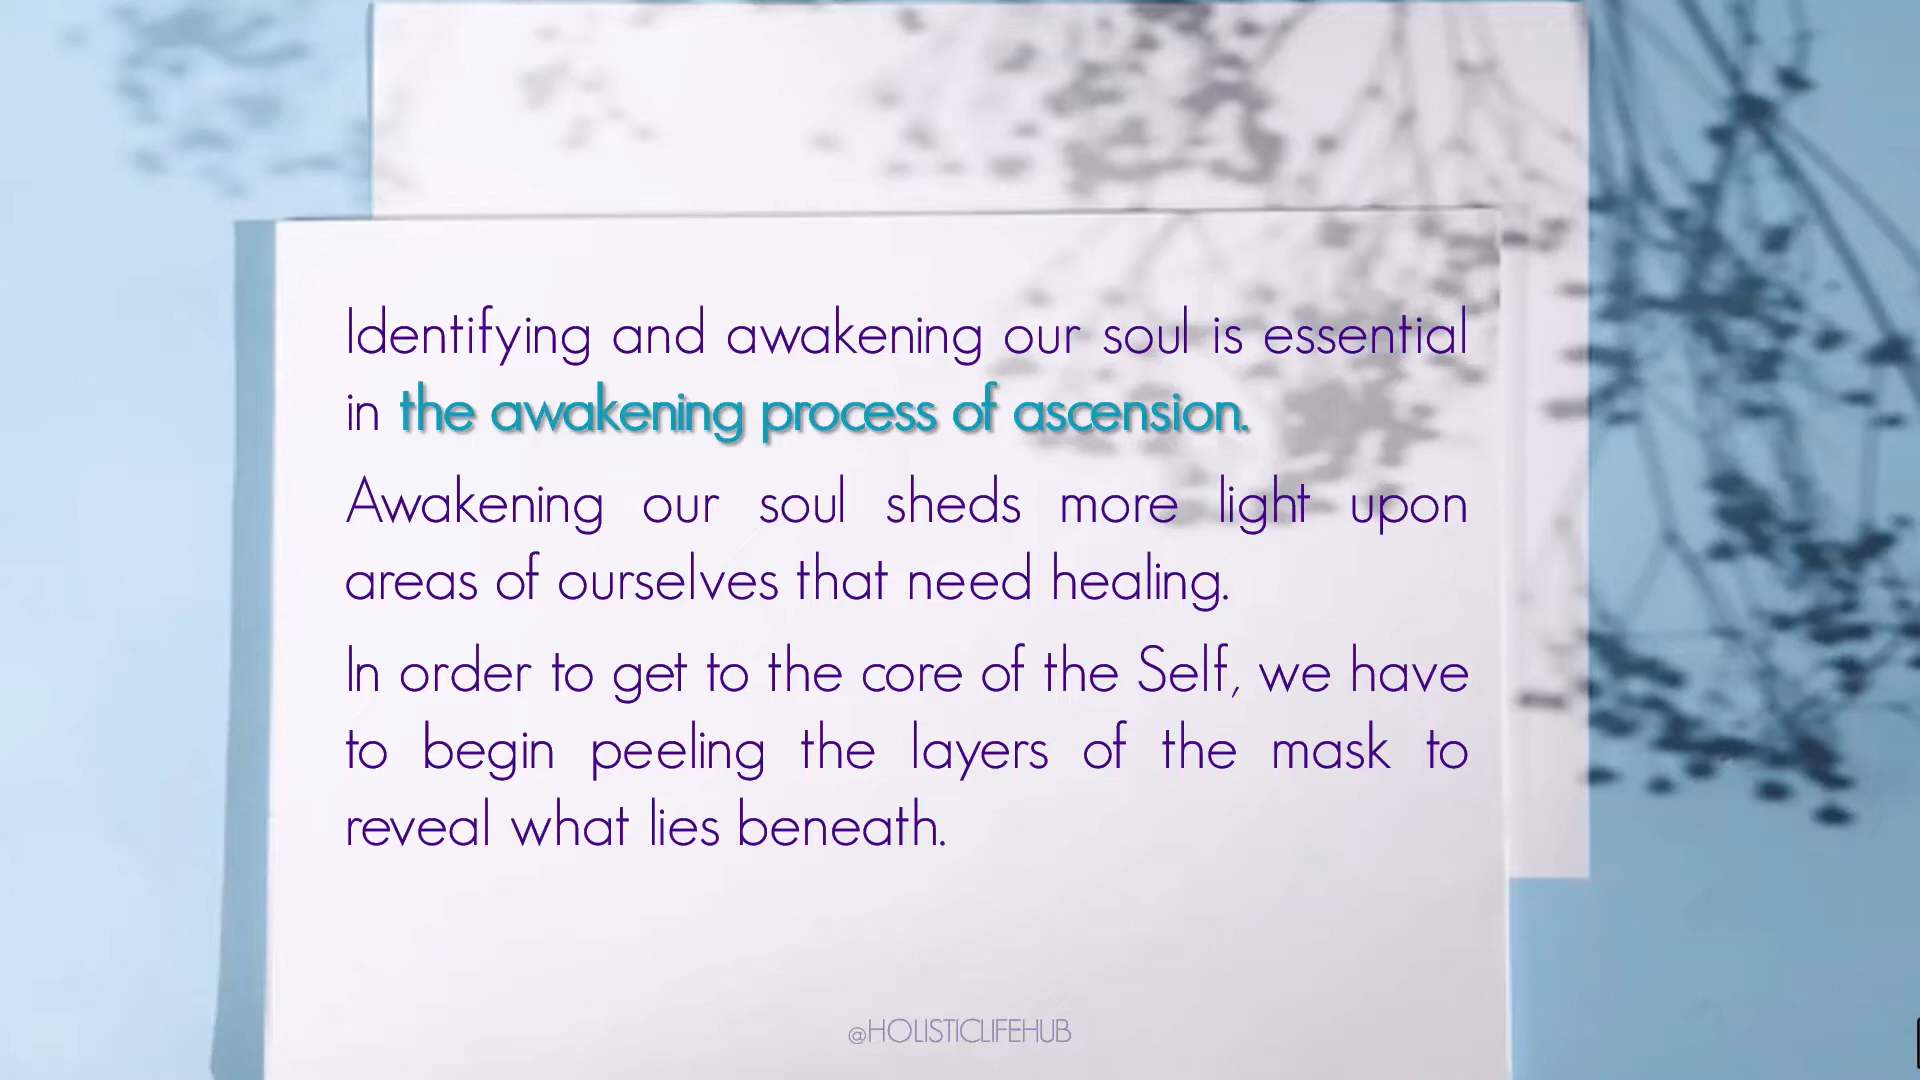 Identifying and awakening our soul is essential
in the awakening process of ascension.
Awakening our soul sheds more light upon
areas of ourselves that need healing.
In order to get to the core of the Self, we have
to begin peeling the layers of the mask to
reveal what lies beneath.
@HOLISTICLIFEHUB